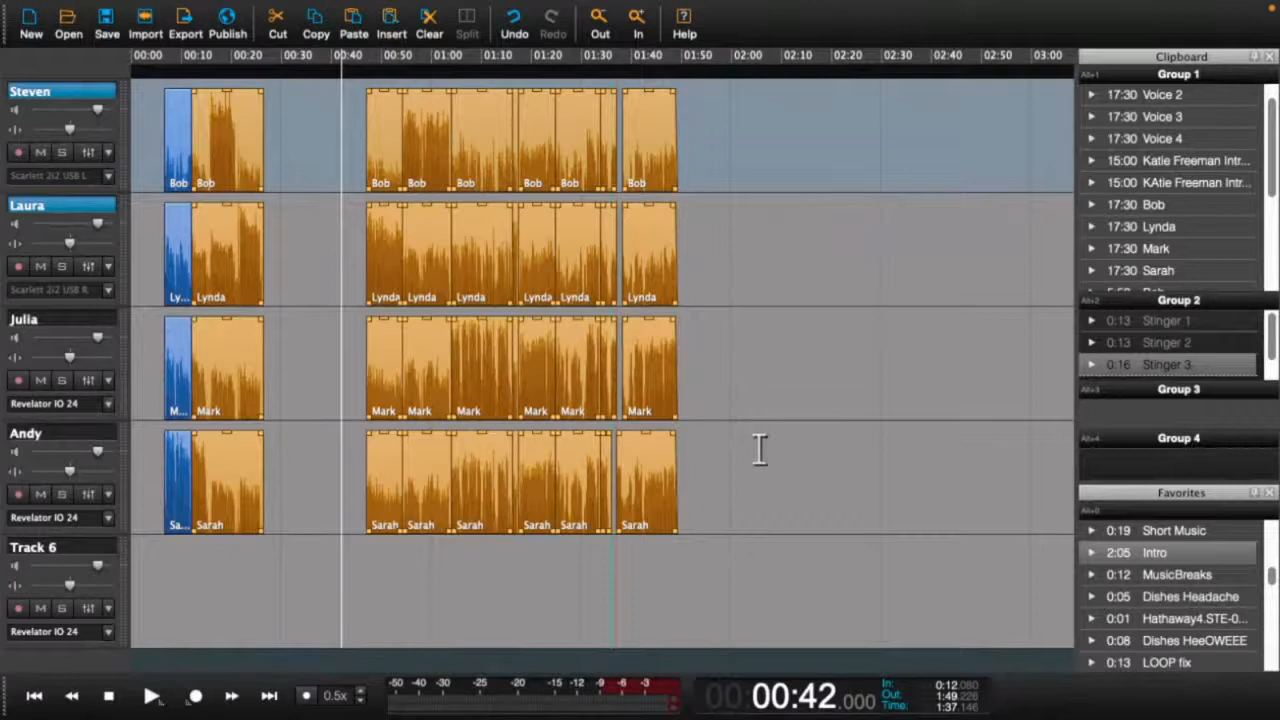 New Open Save Import Export Publish Cut Copy Paste Insert Clear Split Undo Redo Out In Help
00:00 00:10 00:20 00:30 00:40 00:50 01:00 01:10 01:20 01:30 01:40 01:50 02:00 02:10 02:20 02:30 02:40 02:50 03:00
Steven
M S
Scarlett 2i2 USB L
Bob Bob Bob Bob Bob Bob Bob Bob
Laura
M S
Scarlett 2i2 USB R
Ly... Lynda Lynda Lynda Lynda Lynda Lynda Lynda
Julia
M S
Revelator IO 24
M... Mark Mark Mark Mark Mark Mark Mark
Andy
M S
Revelator IO 24
Sa... Sarah Sarah Sarah Sarah Sarah Sarah Sarah
Track 6
M S
Revelator IO 24
Clipboard
Alt+1 Group 1
17:30 Voice 2
17:30 Voice 3
17:30 Voice 4
15:00 Katie Freeman Intr...
15:00 KAtie Freeman Intr...
17:30 Bob
17:30 Lynda
17:30 Mark
17:30 Sarah
Alt+2 Group 2
0:13 Stinger 1
0:13 Stinger 2
0:16 Stinger 3
Alt+3 Group 3
Alt+4 Group 4
Favorites
Alt+0
0:19 Short Music
2:05 Intro
0:12 MusicBreaks
0:05 Dishes Headache
0:01 Hathaway4.STE-0...
0:08 Dishes HeeOWEEE
0:13 LOOP fix
0.5x
-50 -40 -30 -25 -20 -15 -12 -9 -6 -3
00:42.000
In: 0:12.080
Out: 1:49.226
Time: 1:37.146